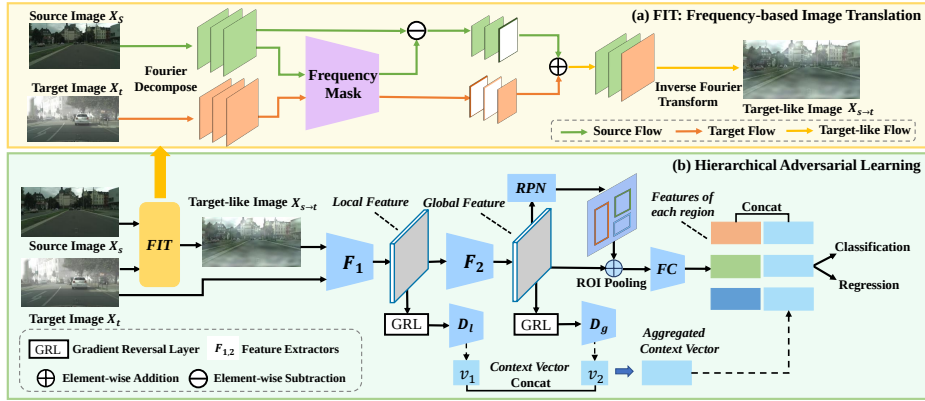 Source Image X_S
(a) FIT: Frequency-based Image Translation
Fourier
Decompose
Frequency
Mask
Target Image X_t
Inverse Fourier
Transform
Target-like Image X_{s→t}
Source Flow
Target Flow
Target-like Flow
(b) Hierarchical Adversarial Learning
Source Image X_s
Target Image X_t
FIT
Target-like Image X_{s→t}
F_1
Local Feature
F_2
Global Feature
RPN
ROI Pooling
FC
Features of
each region
Concat
Classification
Regression
GRL
D_l
GRL
D_g
v_1
Context Vector
Concat
v_2
Aggregated
Context Vector
GRL
Gradient Reversal Layer
F_{1,2}
Feature Extractors
Element-wise Addition
Element-wise Subtraction